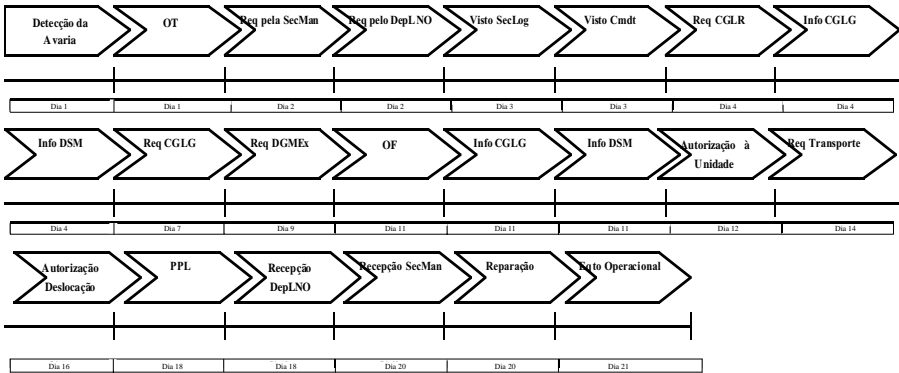 Detecção da
Avaria
OT
Req pela SecMan
Req pelo DepLNO
Visto SecLog
Visto Cmdt
Req CGLR
Info CGLG
Dia 1
Dia 1
Dia 2
Dia 2
Dia 3
Dia 3
Dia 4
Dia 4
Info DSM
Req CGLG
Req DGMEx
OF
Info CGLG
Info DSM
Autorização à
Unidade
Req Transporte
Dia 4
Dia 7
Dia 9
Dia 11
Dia 11
Dia 11
Dia 12
Dia 14
Autorização
Deslocação
PPL
Recepção
DepLNO
Recepção SecMan
Reparação
Eqto Operacional
Dia 16
Dia 18
Dia 18
Dia 20
Dia 20
Dia 21